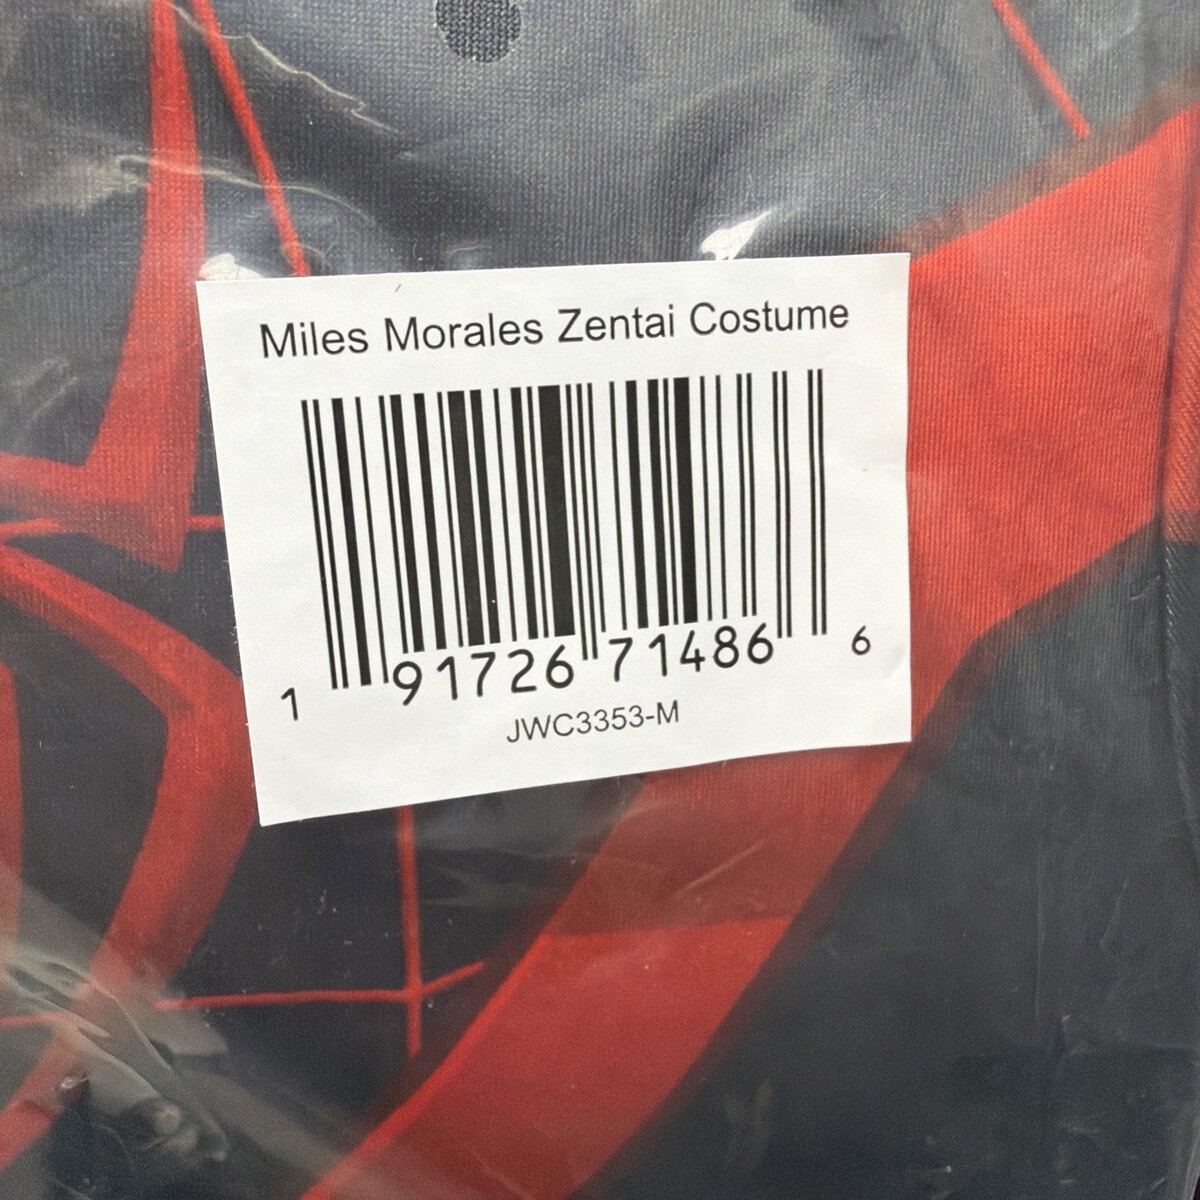 Miles Morales Zentai Costume
1 91726 71486 6
JWC3353-M